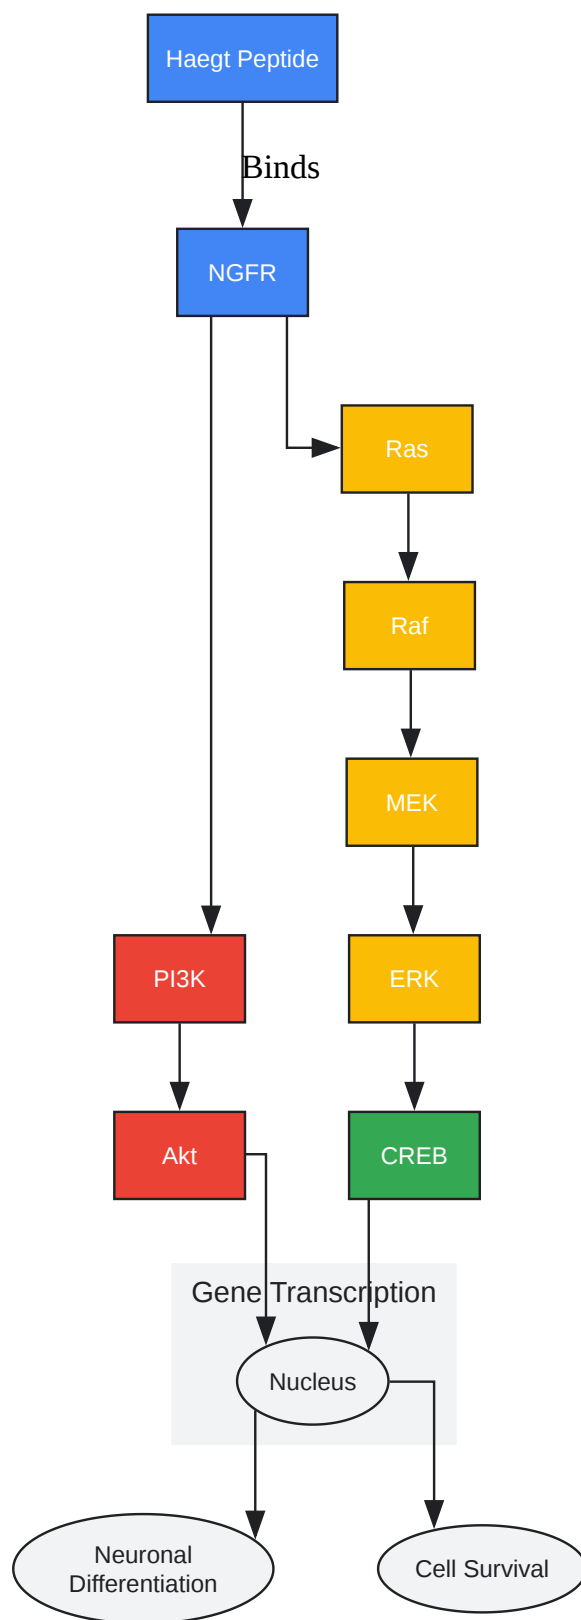 Haegt Peptide
Binds
NGFR
Ras
Raf
MEK
PI3K
ERK
Akt
CREB
Gene Transcription
Nucleus
Neuronal
Differentiation
Cell Survival